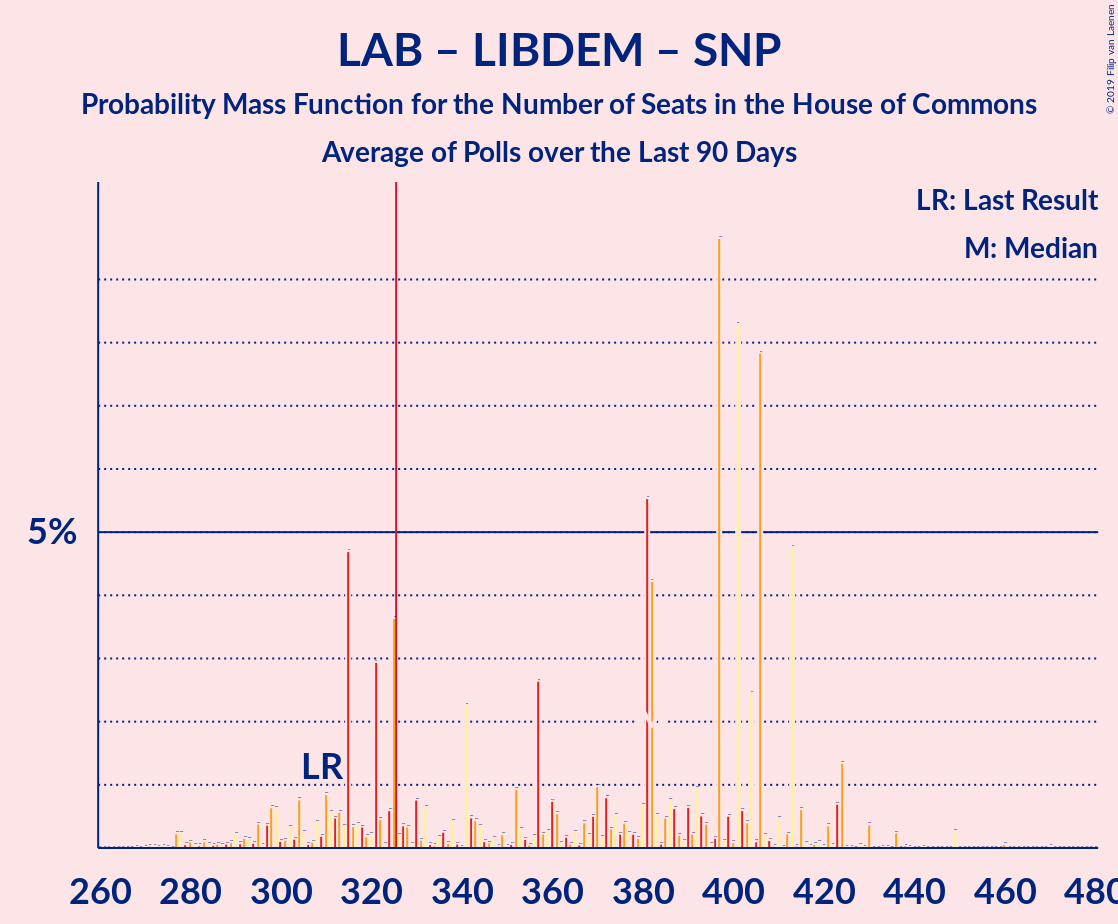 LAB – LIBDEM – SNP
Probability Mass Function for the Number of Seats in the House of Commons
Average of Polls over the Last 90 Days
© 2019 Filip van Laenen
LR: Last Result
M: Median
5%
LR
260 280 300 320 340 360 380 400 420 440 460 480